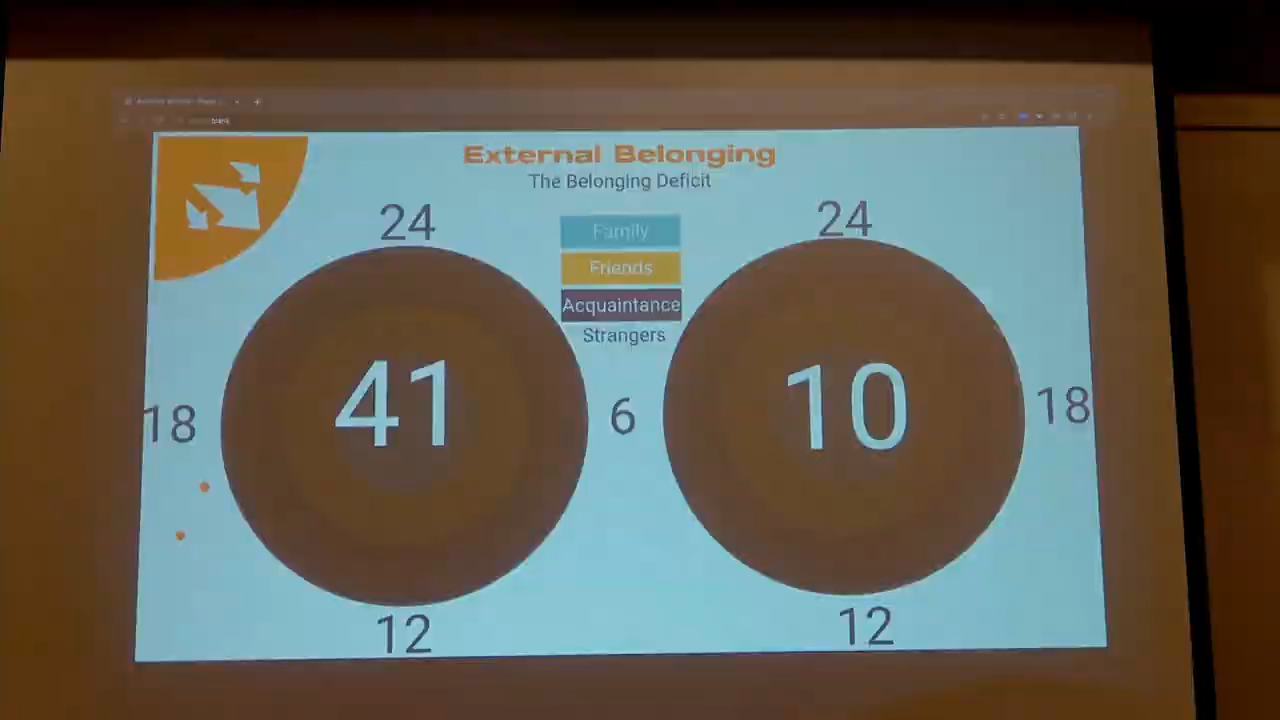 External Belonging
The Belonging Deficit
24
24
Family
Friends
Acquaintance
Strangers
41
10
18
6
18
12
12